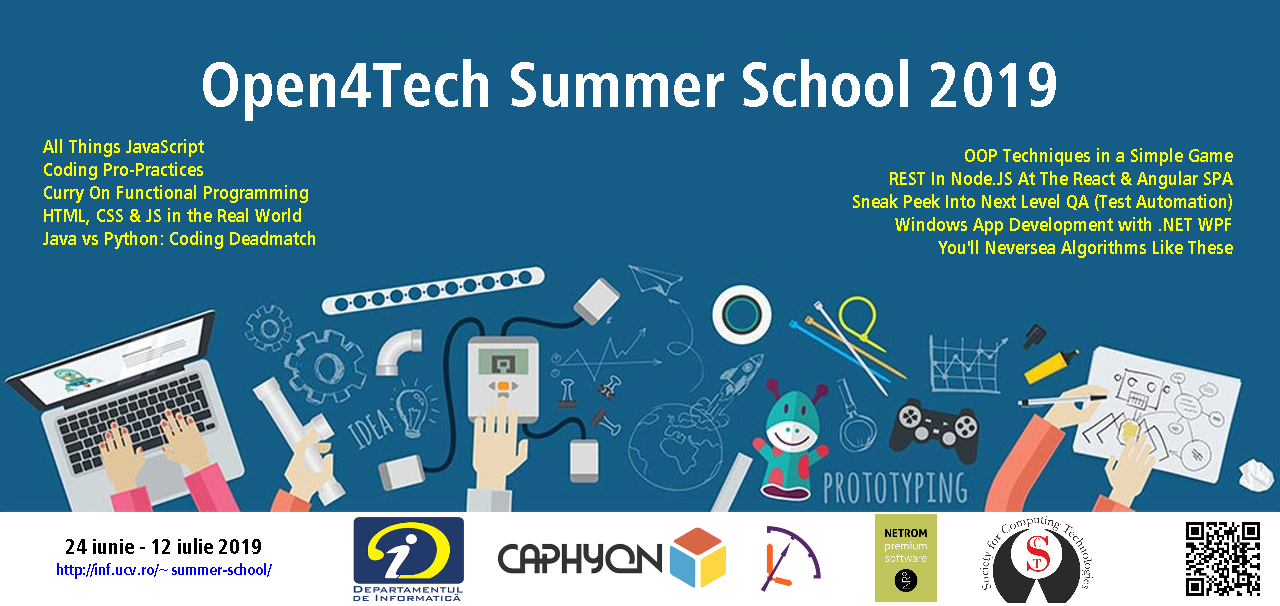 Open4Tech Summer School 2019
All Things JavaScript
Coding Pro-Practices
Curry On Functional Programming
HTML, CSS & JS in the Real World
Java vs Python: Coding Deadmatch
OOP Techniques in a Simple Game
REST In Node.JS At The React & Angular SPA
Sneak Peek Into Next Level QA (Test Automation)
Windows App Development with .NET WPF
You'll Neversea Algorithms Like These
IDEA
PROTOTYPING
24 iunie - 12 iulie 2019
http://inf.ucv.ro/~summer-school/
i
DEPARTAMENTUL
DE INFORMATICĂ
CAPHYON
L
NETROM
premium
software
NRO
Society for Computing Technologies
SCT